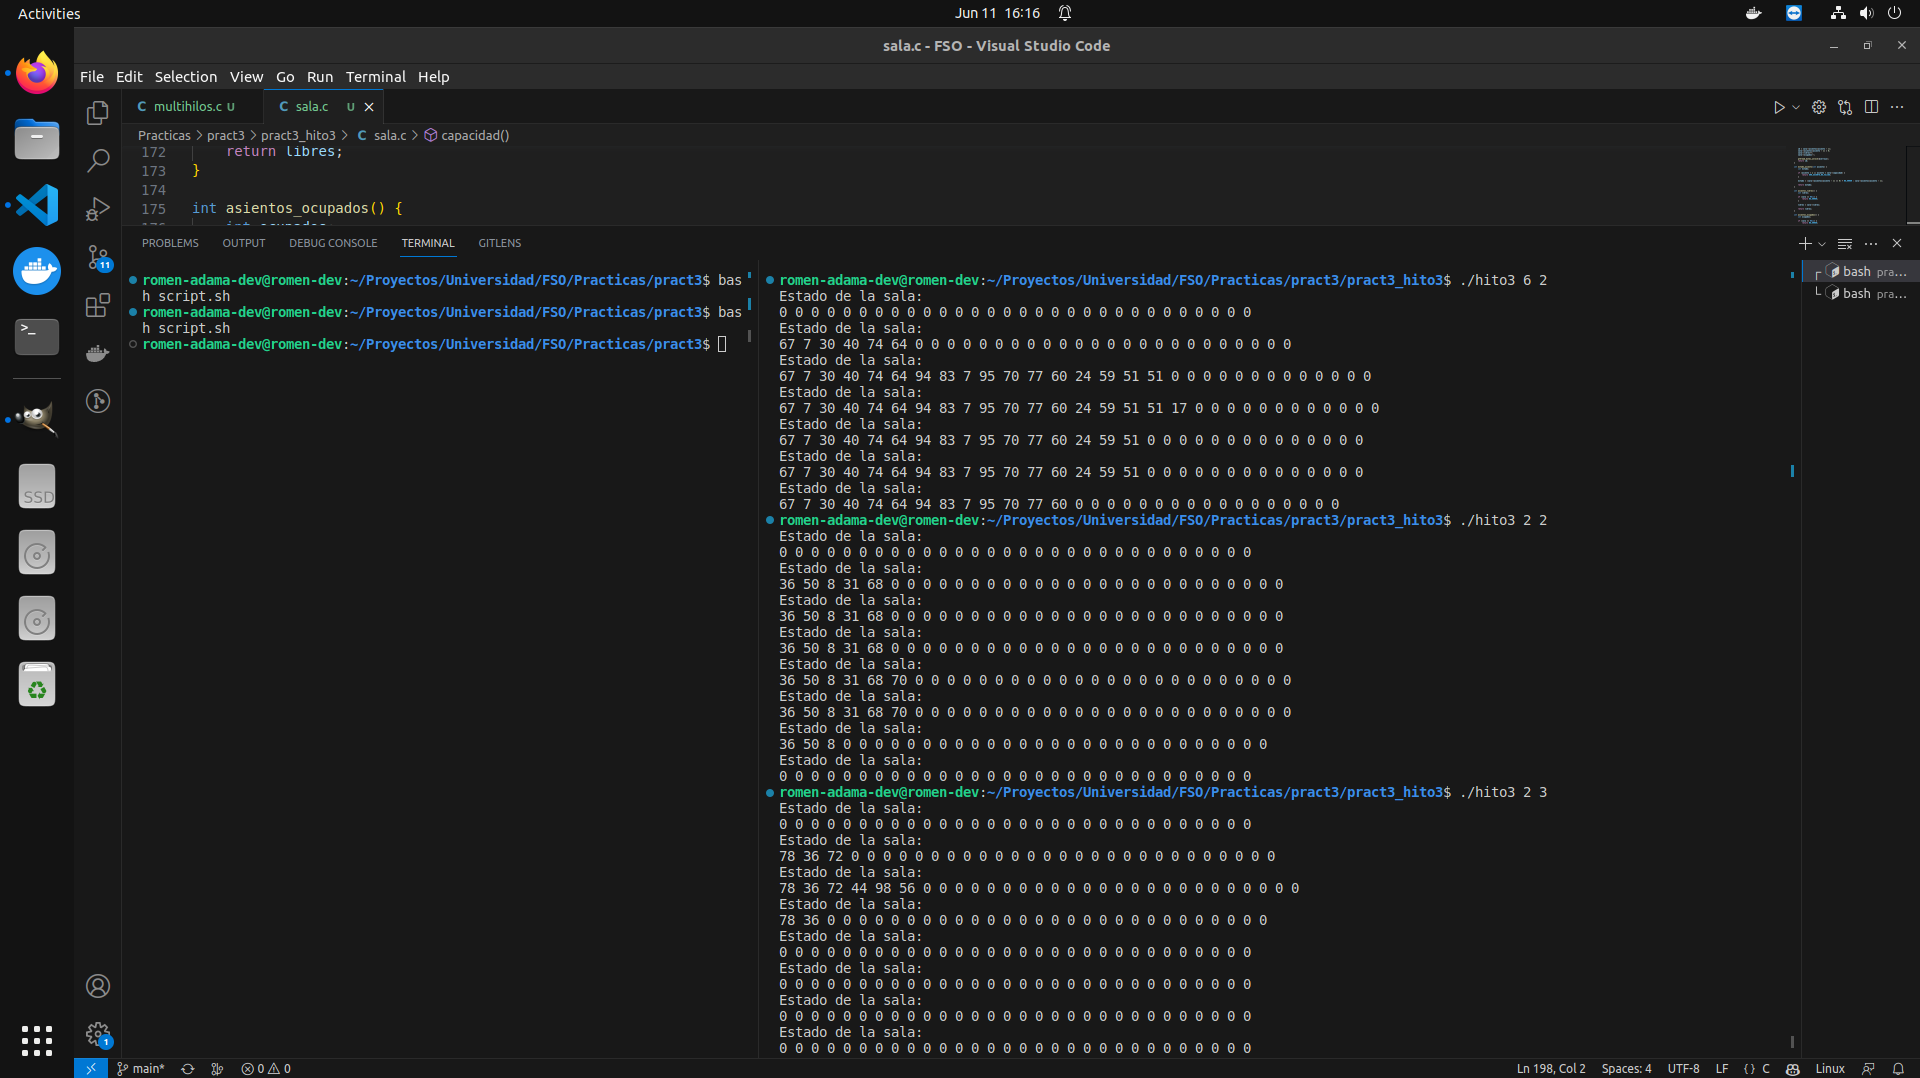 Activities
Jun 11 16:16
sala.c - FSO - Visual Studio Code
File Edit Selection View Go Run Terminal Help
C multihilos.c U
C sala.c U
Practicas > pract3 > pract3_hito3 > C sala.c > capacidad()
172 return libres;
173 }
174
175 int asientos_ocupados() {
PROBLEMS OUTPUT DEBUG CONSOLE TERMINAL GITLENS
romen-adama-dev@romen-dev:~/Proyectos/Universidad/FSO/Practicas/pract3$ bas
h script.sh
romen-adama-dev@romen-dev:~/Proyectos/Universidad/FSO/Practicas/pract3$ bas
h script.sh
romen-adama-dev@romen-dev:~/Proyectos/Universidad/FSO/Practicas/pract3$
romen-adama-dev@romen-dev:~/Proyectos/Universidad/FSO/Practicas/pract3/pract3_hito3$ ./hito3 6 2
Estado de la sala:
0 0 0 0 0 0 0 0 0 0 0 0 0 0 0 0 0 0 0 0 0 0 0 0 0 0 0 0 0 0
Estado de la sala:
67 7 30 40 74 64 0 0 0 0 0 0 0 0 0 0 0 0 0 0 0 0 0 0 0 0 0 0 0 0
Estado de la sala:
67 7 30 40 74 64 94 83 7 95 70 77 60 24 59 51 51 0 0 0 0 0 0 0 0 0 0 0 0 0
Estado de la sala:
67 7 30 40 74 64 94 83 7 95 70 77 60 24 59 51 51 17 0 0 0 0 0 0 0 0 0 0 0 0
Estado de la sala:
67 7 30 40 74 64 94 83 7 95 70 77 60 24 59 51 0 0 0 0 0 0 0 0 0 0 0 0 0 0
Estado de la sala:
67 7 30 40 74 64 94 83 7 95 70 77 60 24 59 51 0 0 0 0 0 0 0 0 0 0 0 0 0 0
Estado de la sala:
67 7 30 40 74 64 94 83 7 95 70 77 60 0 0 0 0 0 0 0 0 0 0 0 0 0 0 0 0 0
romen-adama-dev@romen-dev:~/Proyectos/Universidad/FSO/Practicas/pract3/pract3_hito3$ ./hito3 2 2
Estado de la sala:
0 0 0 0 0 0 0 0 0 0 0 0 0 0 0 0 0 0 0 0 0 0 0 0 0 0 0 0 0 0
Estado de la sala:
36 50 8 31 68 0 0 0 0 0 0 0 0 0 0 0 0 0 0 0 0 0 0 0 0 0 0 0 0 0
Estado de la sala:
36 50 8 31 68 0 0 0 0 0 0 0 0 0 0 0 0 0 0 0 0 0 0 0 0 0 0 0 0 0
Estado de la sala:
36 50 8 31 68 0 0 0 0 0 0 0 0 0 0 0 0 0 0 0 0 0 0 0 0 0 0 0 0 0
Estado de la sala:
36 50 8 31 68 70 0 0 0 0 0 0 0 0 0 0 0 0 0 0 0 0 0 0 0 0 0 0 0 0
Estado de la sala:
36 50 8 31 68 70 0 0 0 0 0 0 0 0 0 0 0 0 0 0 0 0 0 0 0 0 0 0 0 0
Estado de la sala:
36 50 8 0 0 0 0 0 0 0 0 0 0 0 0 0 0 0 0 0 0 0 0 0 0 0 0 0 0 0
Estado de la sala:
0 0 0 0 0 0 0 0 0 0 0 0 0 0 0 0 0 0 0 0 0 0 0 0 0 0 0 0 0 0
romen-adama-dev@romen-dev:~/Proyectos/Universidad/FSO/Practicas/pract3/pract3_hito3$ ./hito3 2 3
Estado de la sala:
0 0 0 0 0 0 0 0 0 0 0 0 0 0 0 0 0 0 0 0 0 0 0 0 0 0 0 0 0 0
Estado de la sala:
78 36 72 0 0 0 0 0 0 0 0 0 0 0 0 0 0 0 0 0 0 0 0 0 0 0 0 0 0 0
Estado de la sala:
78 36 72 44 98 56 0 0 0 0 0 0 0 0 0 0 0 0 0 0 0 0 0 0 0 0 0 0 0 0
Estado de la sala:
78 36 0 0 0 0 0 0 0 0 0 0 0 0 0 0 0 0 0 0 0 0 0 0 0 0 0 0 0 0
Estado de la sala:
0 0 0 0 0 0 0 0 0 0 0 0 0 0 0 0 0 0 0 0 0 0 0 0 0 0 0 0 0 0
Estado de la sala:
0 0 0 0 0 0 0 0 0 0 0 0 0 0 0 0 0 0 0 0 0 0 0 0 0 0 0 0 0 0
Estado de la sala:
0 0 0 0 0 0 0 0 0 0 0 0 0 0 0 0 0 0 0 0 0 0 0 0 0 0 0 0 0 0
Estado de la sala:
0 0 0 0 0 0 0 0 0 0 0 0 0 0 0 0 0 0 0 0 0 0 0 0 0 0 0 0 0 0
bash pra...
bash pra...
11
SSD
1
main* 0 0
Ln 198, Col 2 Spaces: 4 UTF-8 LF {} C Linux